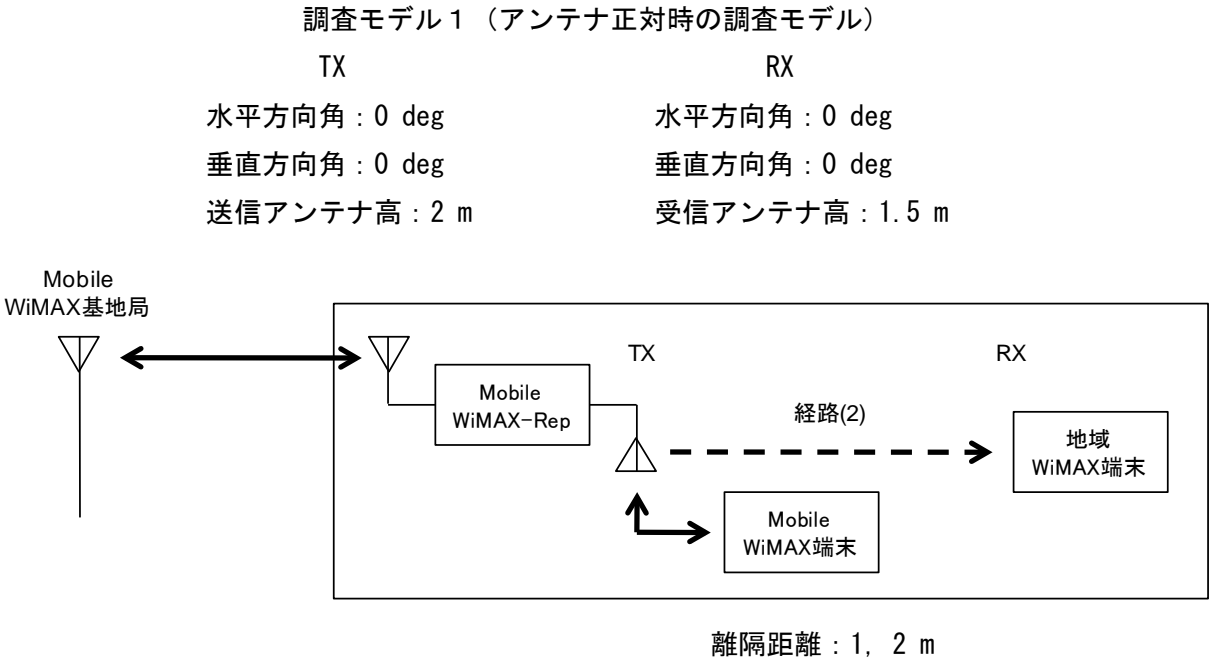 調査モデル1 (アンテナ正対時の調査モデル)
TX
RX
水平方向角:0 deg
水平方向角:0 deg
垂直方向角:0 deg
垂直方向角:0 deg
送信アンテナ高:2 m
受信アンテナ高:1.5 m
Mobile
WiMAX基地局
TX
RX
Mobile
WiMAX-Rep
経路(2)
地域
WiMAX端末
Mobile
WiMAX端末
離隔距離:1, 2 m